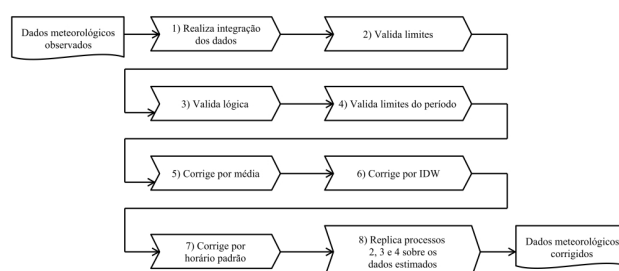 Dados meteorológicos
observados
1) Realiza integração
dos dados
2) Valida limites
3) Valida lógica
4) Valida limites do período
5) Corrige por média
6) Corrige por IDW
7) Corrige por
horário padrão
8) Replica processos
2, 3 e 4 sobre os
dados estimados
Dados meteorológicos
corrigidos